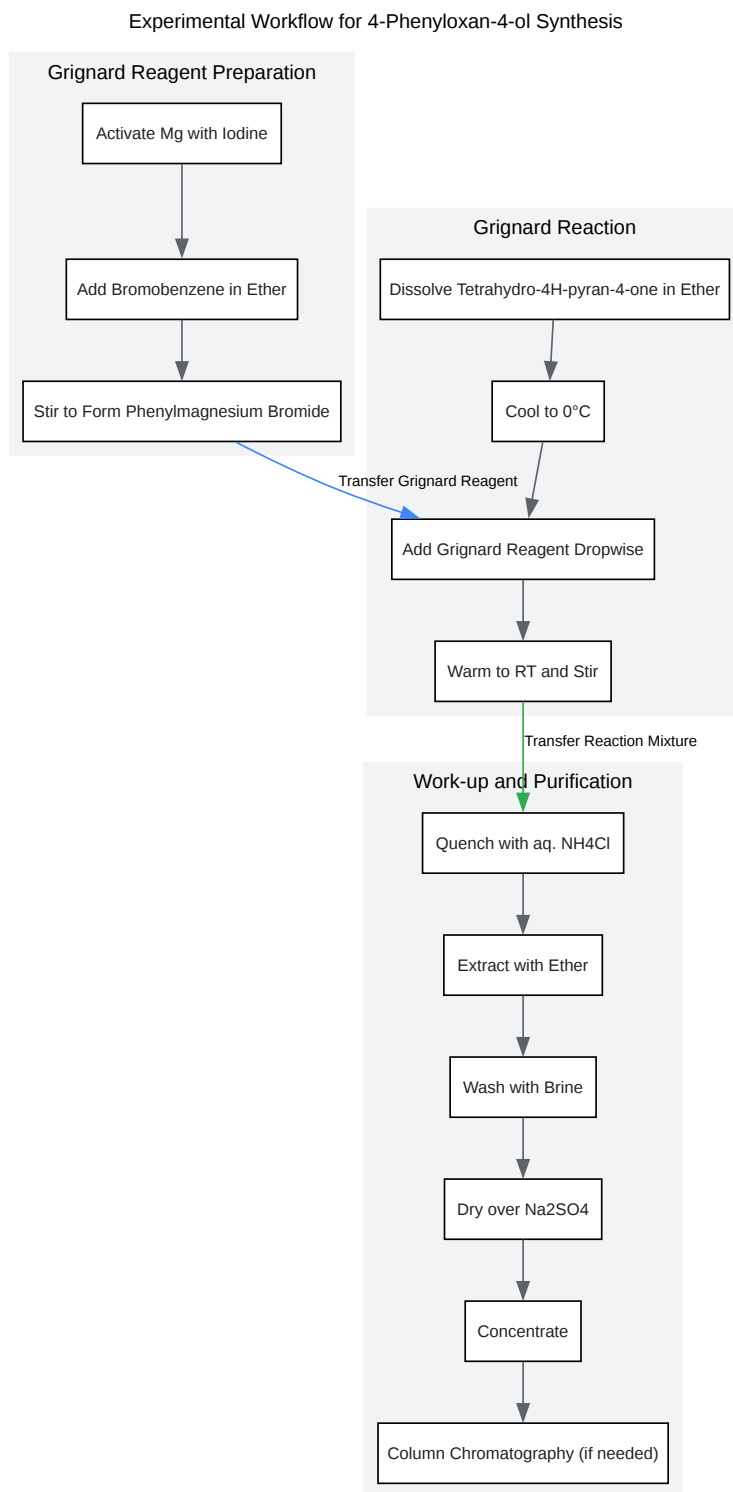 Experimental Workflow for 4-Phenyloxan-4-ol Synthesis
Grignard Reagent Preparation
Activate Mg with Iodine
Add Bromobenzene in Ether
Stir to Form Phenylmagnesium Bromide
Grignard Reaction
Dissolve Tetrahydro-4H-pyran-4-one in Ether
Cool to 0°C
Transfer Grignard Reagent
Add Grignard Reagent Dropwise
Warm to RT and Stir
Transfer Reaction Mixture
Work-up and Purification
Quench with aq. NH4Cl
Extract with Ether
Wash with Brine
Dry over Na2SO4
Concentrate
Column Chromatography (if needed)